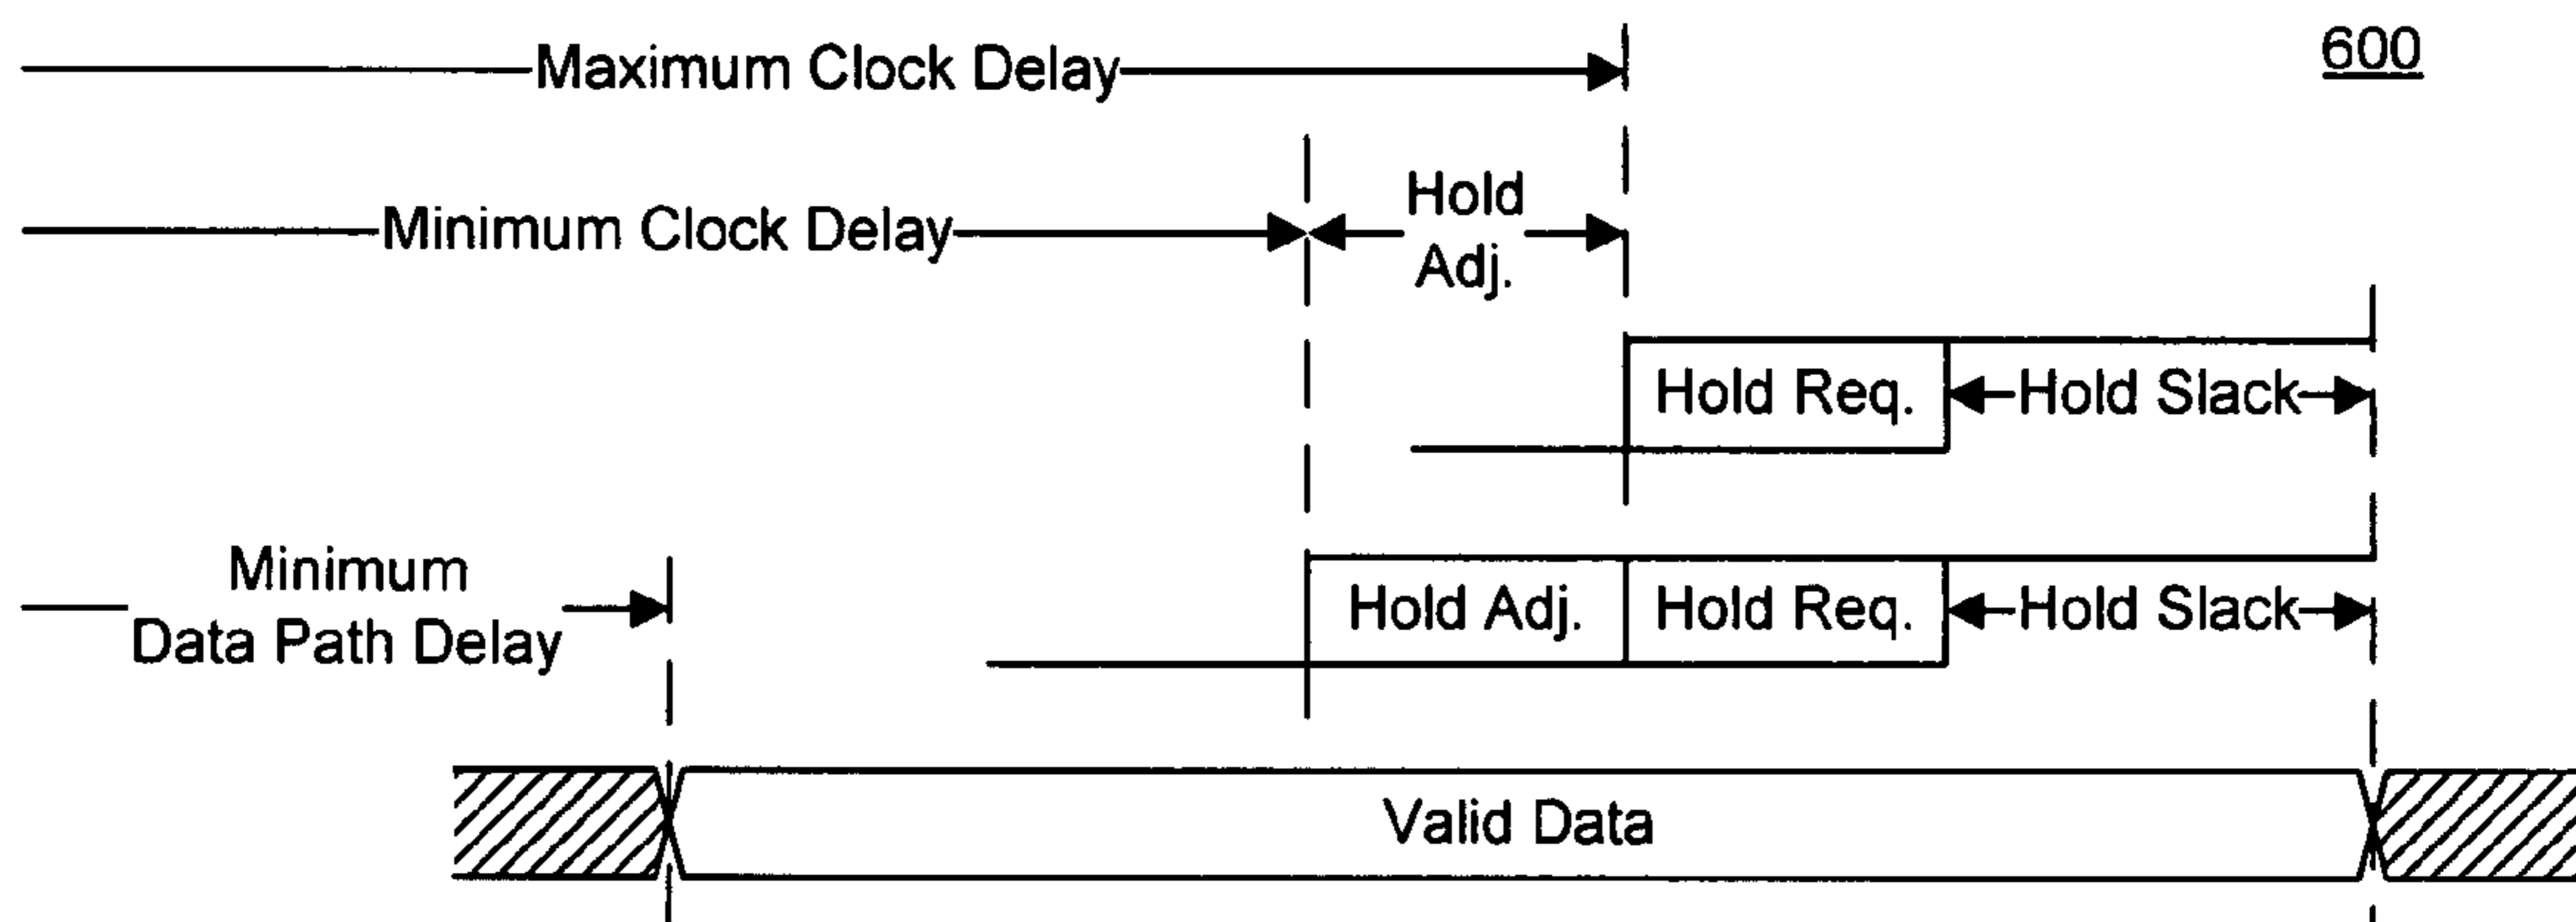 600
Maximum Clock Delay
Minimum Clock Delay
Hold
Adj.
Hold Req.
Hold Slack
Minimum
Data Path Delay
Hold Adj.
Hold Req.
Hold Slack
Valid Data